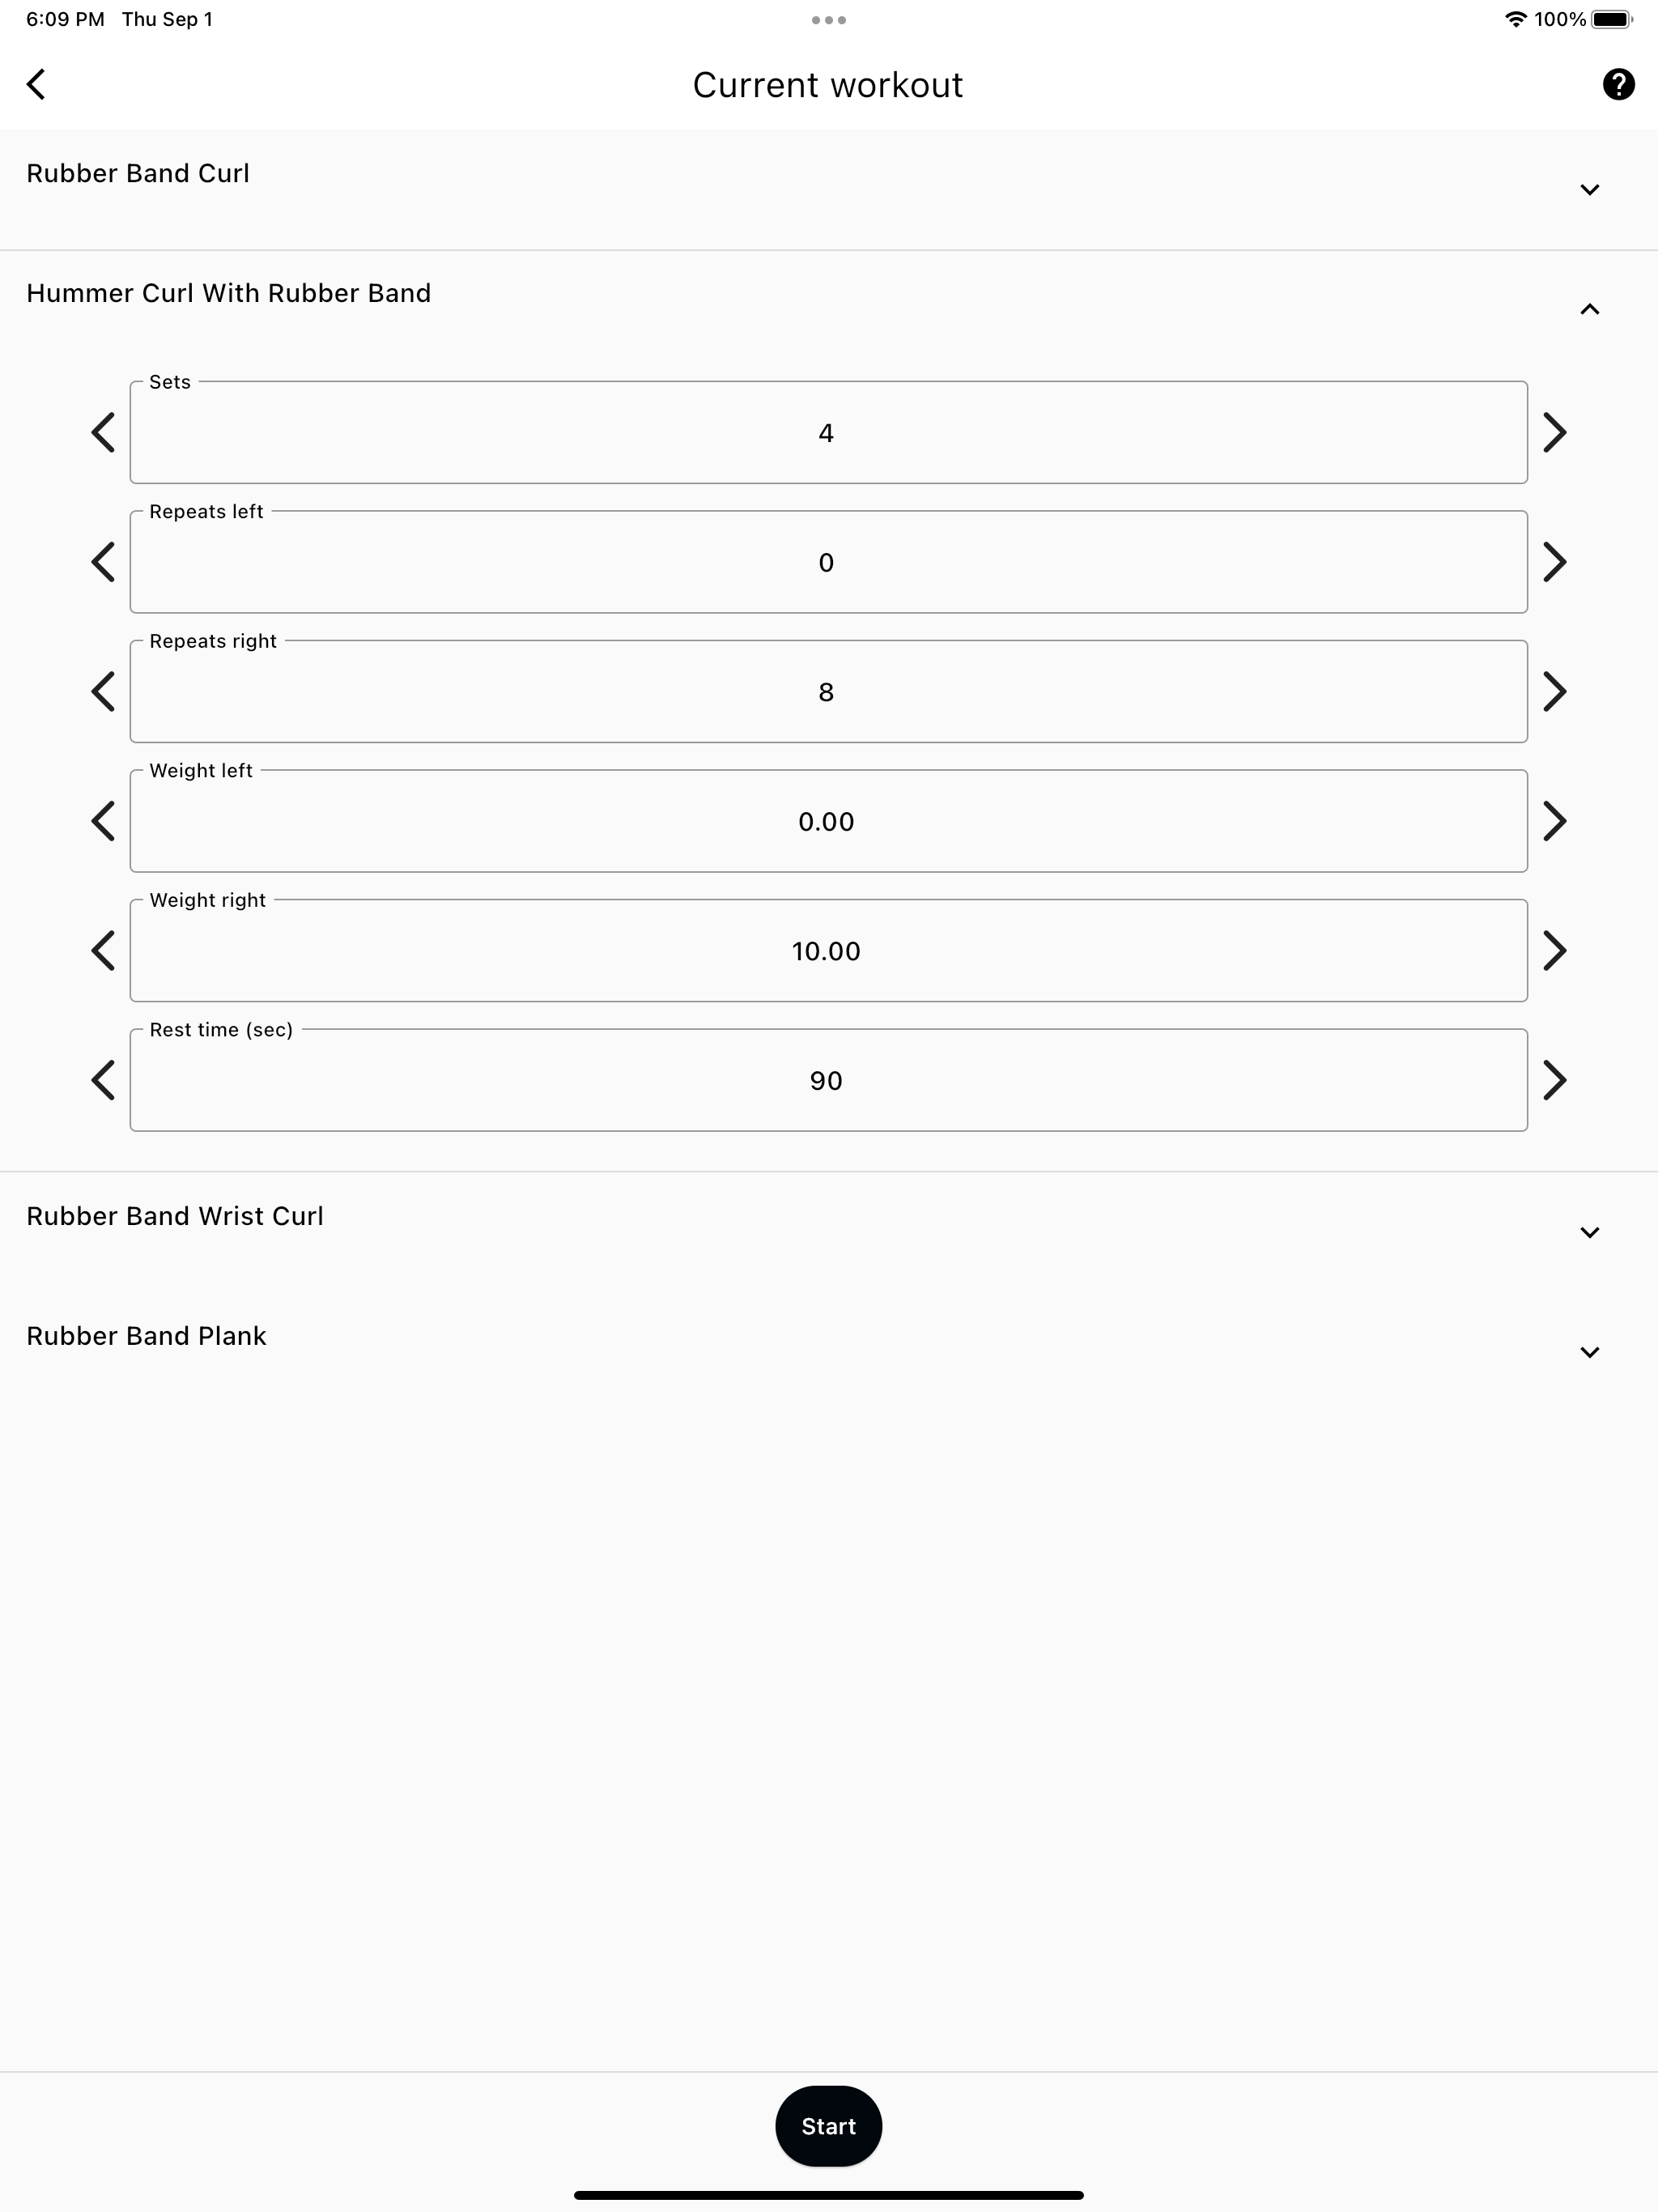 6:09 PM Thu Sep 1 100%
Current workout
Rubber Band Curl
Hummer Curl With Rubber Band
Sets
4
Repeats left
0
Repeats right
8
Weight left
0.00
Weight right
10.00
Rest time (sec)
90
Rubber Band Wrist Curl
Rubber Band Plank
Start